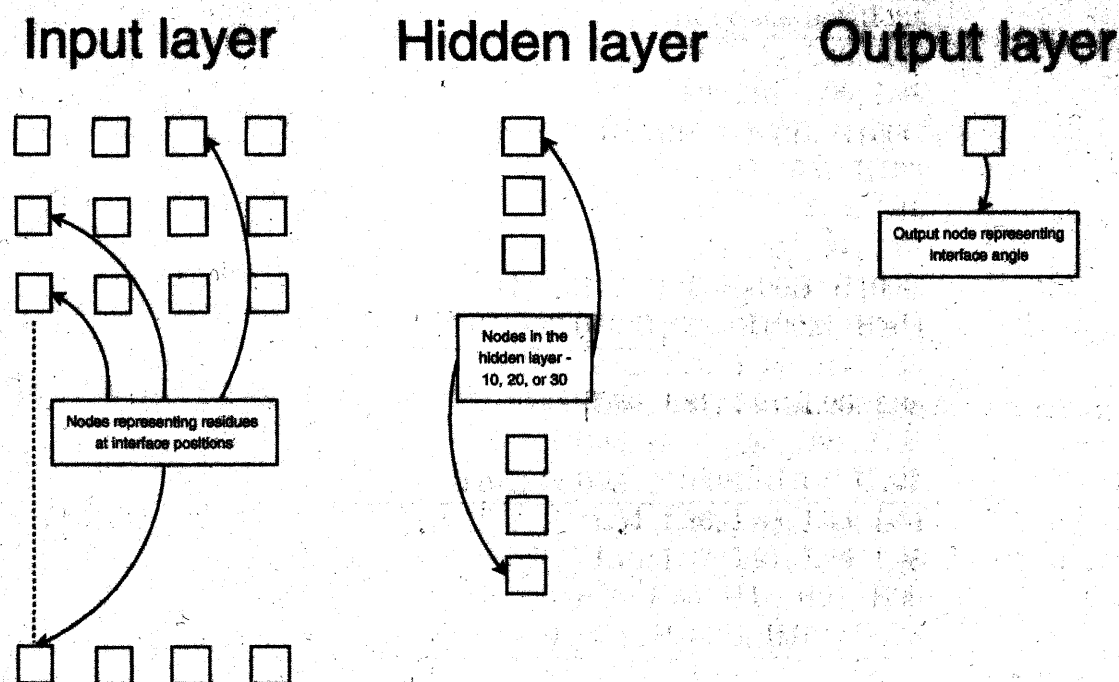 Input layer
Hidden layer
Output layer
Nodes representing residues
at interface positions
Nodes in the
hidden layer -
10, 20, or 30
Output node representing
interface angle